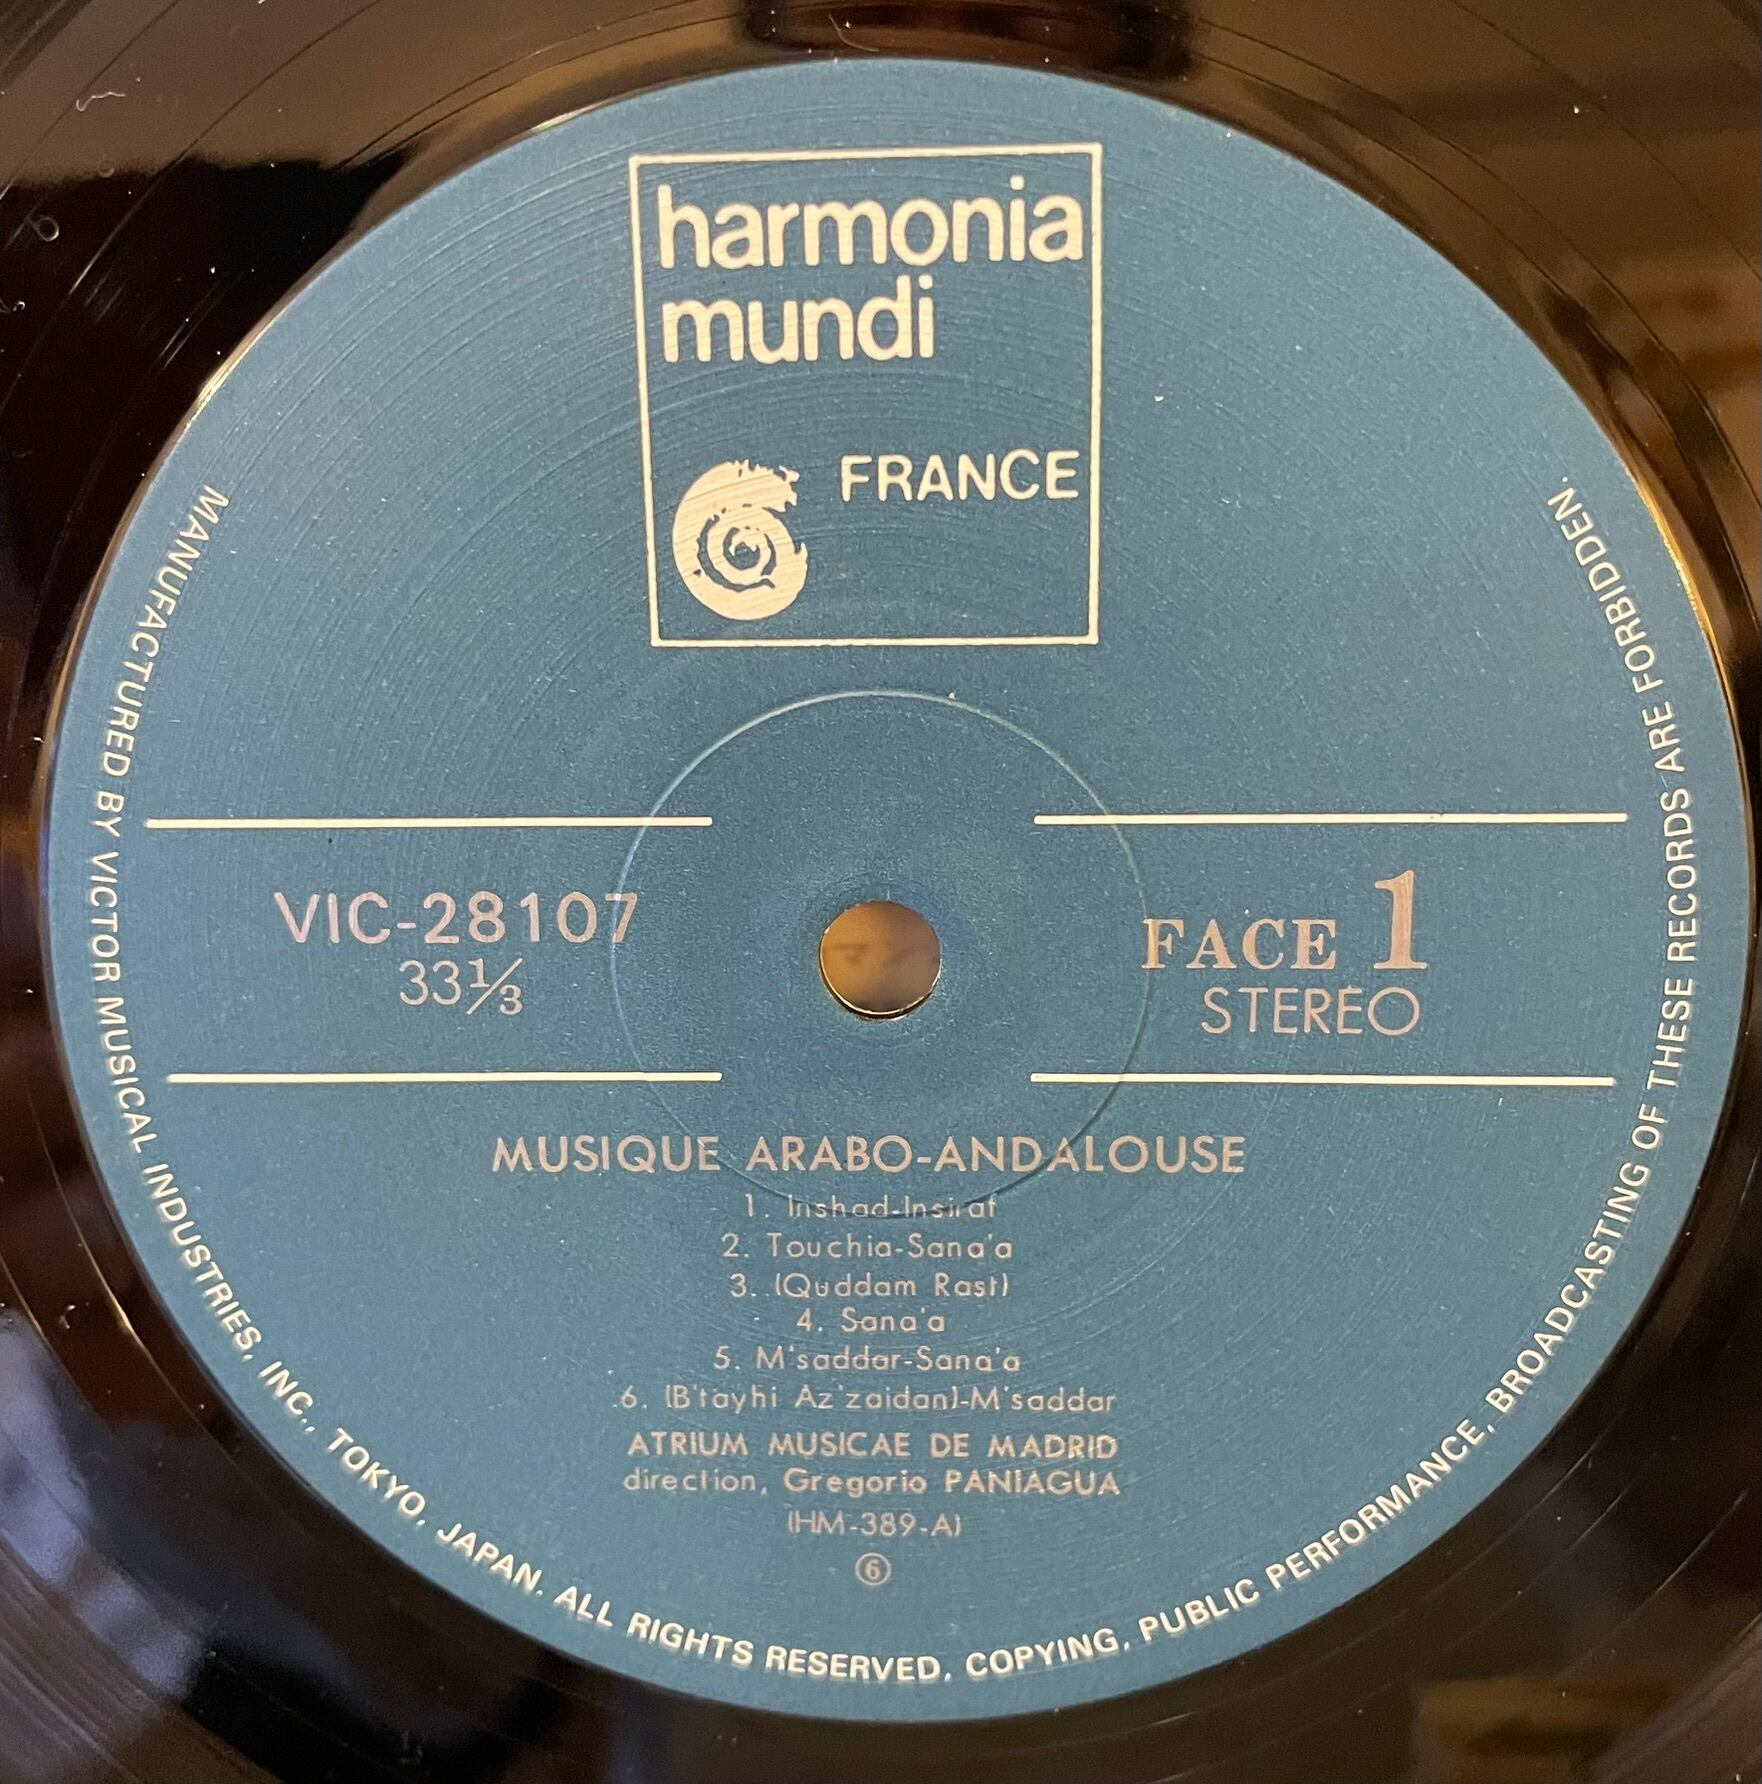 harmonia
mundi
FRANCE
VIC-28107
33⅓
FACE 1
STEREO
MUSIQUE ARABO-ANDALOUSE
1. Inshad-Insiraf
2. Touchia-Sana'a
3. (Quddam Rast)
4. Sana'a
5. M'saddar-Sana'a
6. (B'tayhi Az'zaidan)-M'saddar
ATRIUM MUSICAE DE MADRID
direction, Gregorio PANIAGUA
(HM-389-A)
⑥
MANUFACTURED BY VICTOR MUSICAL INDUSTRIES, INC., TOKYO, JAPAN. ALL RIGHTS RESERVED. COPYING, PUBLIC PERFORMANCE, BROADCASTING OF THESE RECORDS ARE FORBIDDEN.